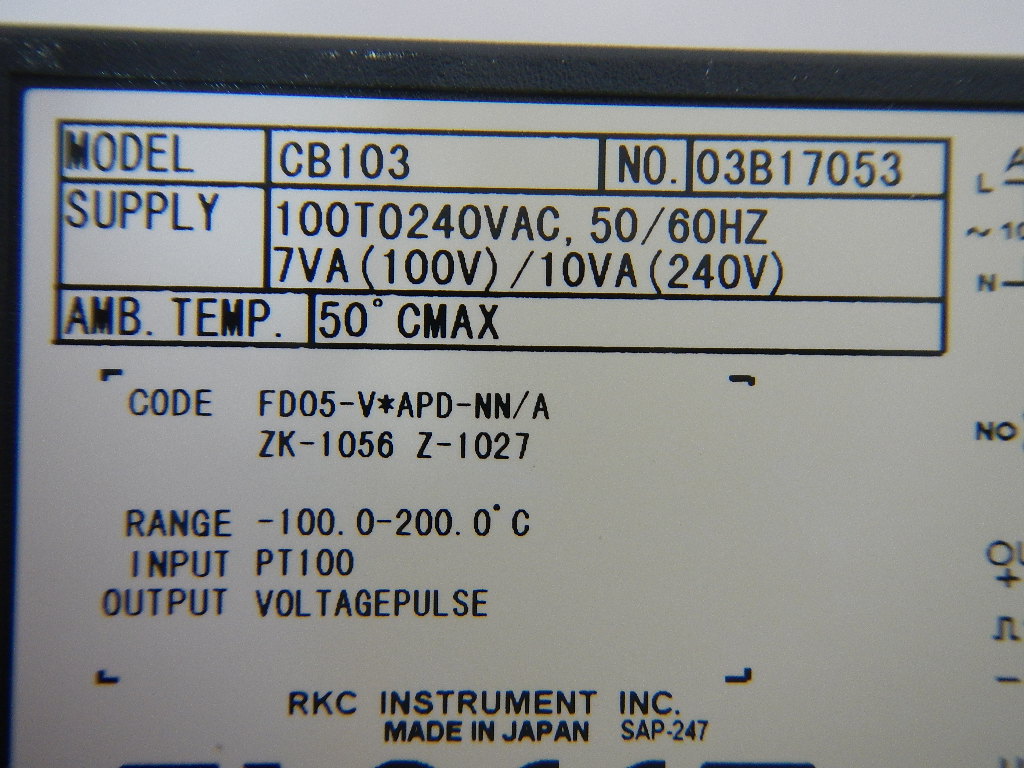 MODEL CB103 NO. 03B17053
SUPPLY 100TO240VAC, 50/60HZ
7VA(100V)/10VA(240V)
AMB. TEMP. 50°CMAX
CODE FD05-V*APD-NN/A
ZK-1056 Z-1027
RANGE -100.0-200.0°C
INPUT PT100
OUTPUT VOLTAGEPULSE
RKC INSTRUMENT INC.
MADE IN JAPAN SAP-247
L
N
NO